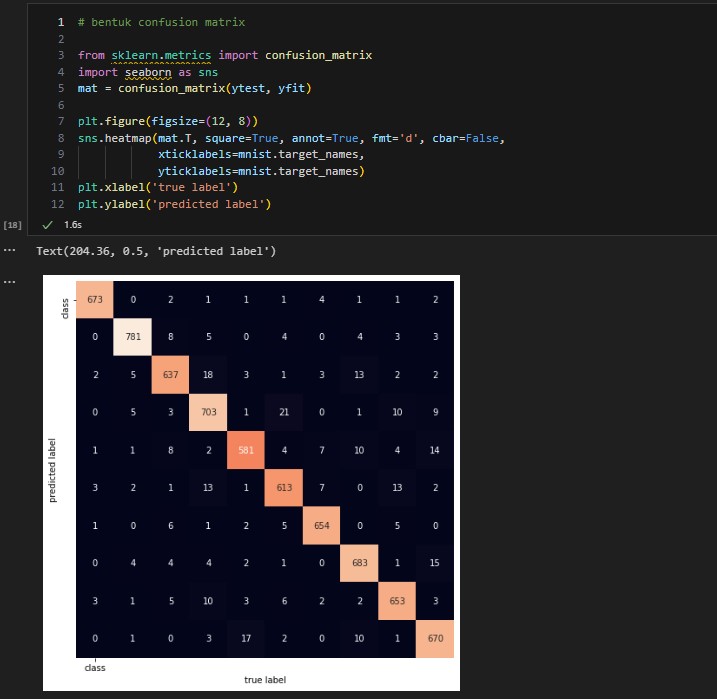 1 # bentuk confusion matrix
2
3 from sklearn.metrics import confusion_matrix
4 import seaborn as sns
5 mat = confusion_matrix(ytest, yfit)
6
7 plt.figure(figsize=(12, 8))
8 sns.heatmap(mat.T, square=True, annot=True, fmt='d', cbar=False,
9 xticklabels=mnist.target_names,
10 yticklabels=mnist.target_names)
11 plt.xlabel('true label')
12 plt.ylabel('predicted label')
[18] ✓ 1.6s
... Text(204.36, 0.5, 'predicted label')
...
class
673 0 2 1 1 1 4 1 1 2
0 781 8 5 0 4 0 4 3 3
2 5 637 18 3 1 3 13 2 2
0 5 3 703 1 21 0 1 10 9
predicted label
1 1 8 2 581 4 7 10 4 14
3 2 1 13 1 613 7 0 13 2
1 0 6 1 2 5 654 0 5 0
0 4 4 4 2 1 0 683 1 15
3 1 5 10 3 6 2 2 653 3
0 1 0 3 17 2 0 10 1 670
class
true label